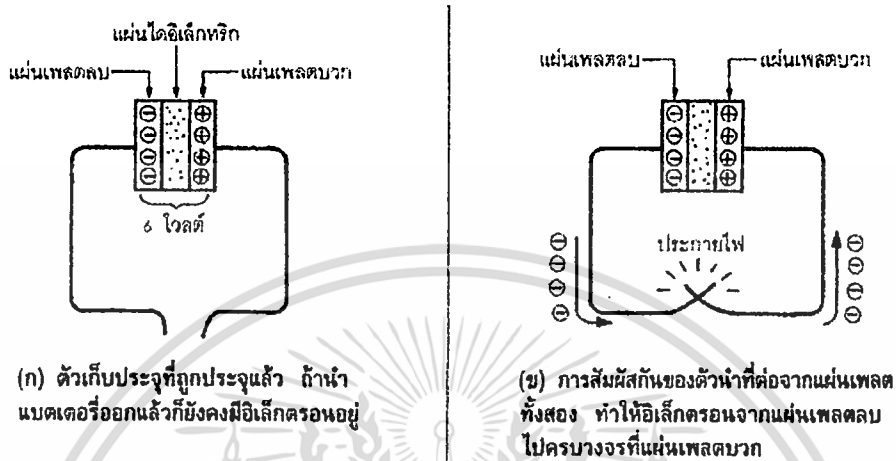 แผ่นไดอิเล็กทริก
แผ่นเพลตลบ
แผ่นเพลตบวก
6 โวลต์
(ก) ตัวเก็บประจุที่ถูกประจุแล้ว ถ้านำ
แบตเตอรี่ออกแล้วก็ยังคงมีอิเล็กตรอนอยู่
แผ่นเพลตลบ
แผ่นเพลตบวก
ประกายไฟ
(ข) การสัมผัสกันของตัวนำที่ต่อจากแผ่นเพลต
ทั้งสอง ทำให้อิเล็กตรอนจากแผ่นเพลตลบ
ไปครบวงจรที่แผ่นเพลตบวก